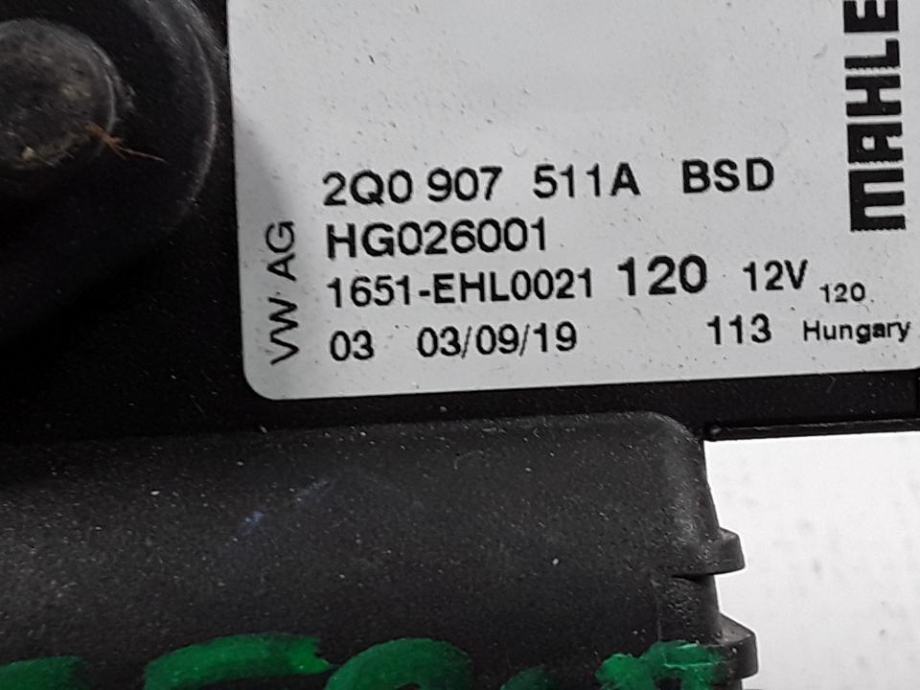 MAHLE
VW AG
2Q0 907 511A BSD
HG026001
1651-EHL0021 120 12V 120
03 03/09/19 113 Hungary